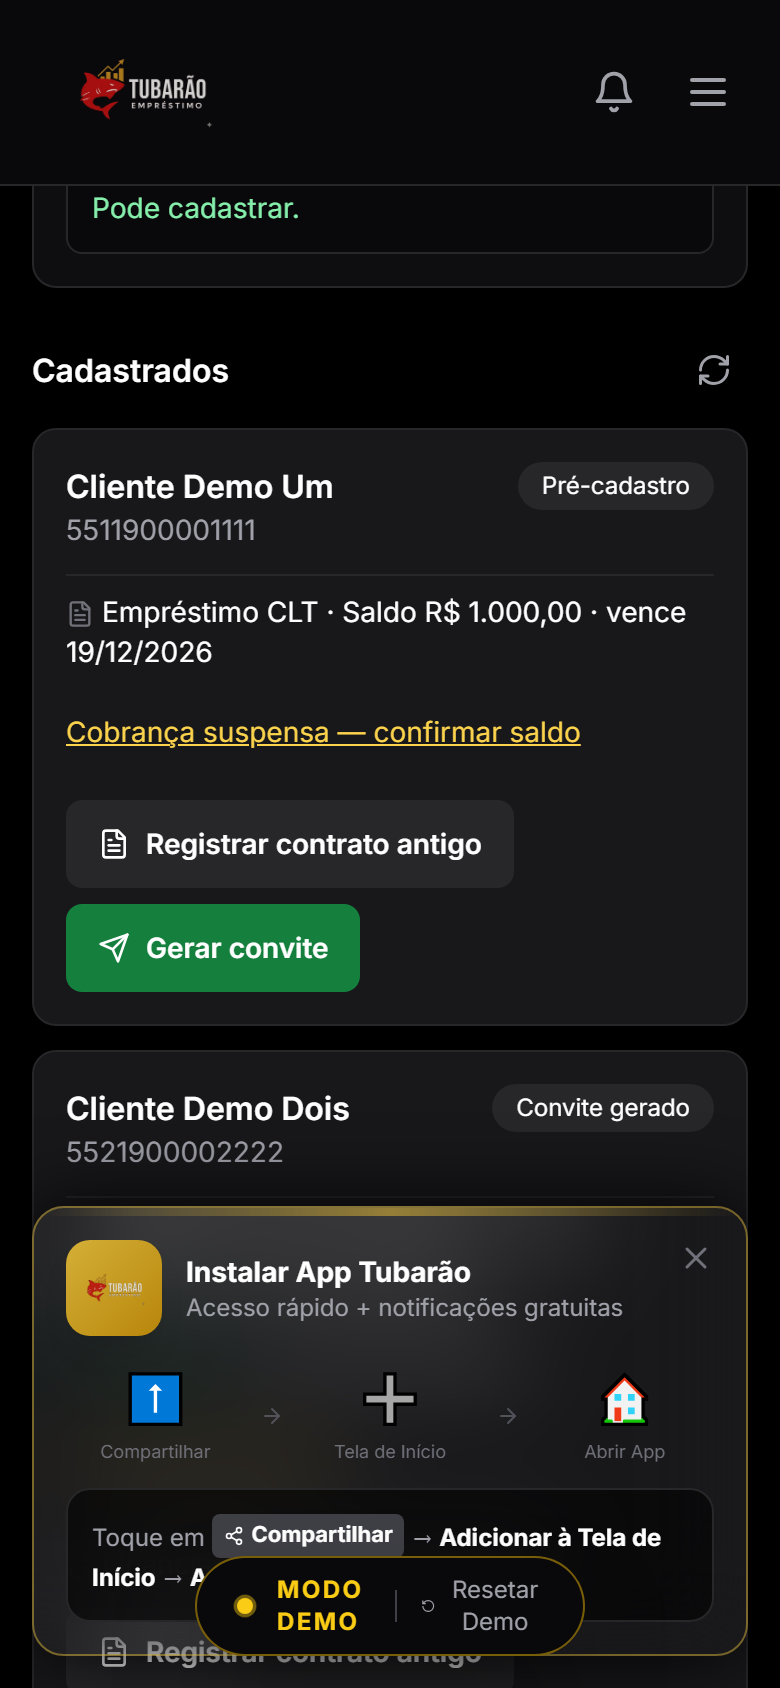 TUBARÃO
EMPRÉSTIMO
Pode cadastrar.
Cadastrados
Cliente Demo Um
Pré-cadastro
5511900001111
Empréstimo CLT · Saldo R$ 1.000,00 · vence
19/12/2026
Cobrança suspensa — confirmar saldo
Registrar contrato antigo
Gerar convite
Cliente Demo Dois
Convite gerado
5521900002222
TUBARÃO
Instalar App Tubarão
Acesso rápido + notificações gratuitas
Compartilhar
Tela de Início
Abrir App
Toque em Compartilhar → Adicionar à Tela de
Início → A
MODO
DEMO
Resetar
Demo
Registrar contrato antigo